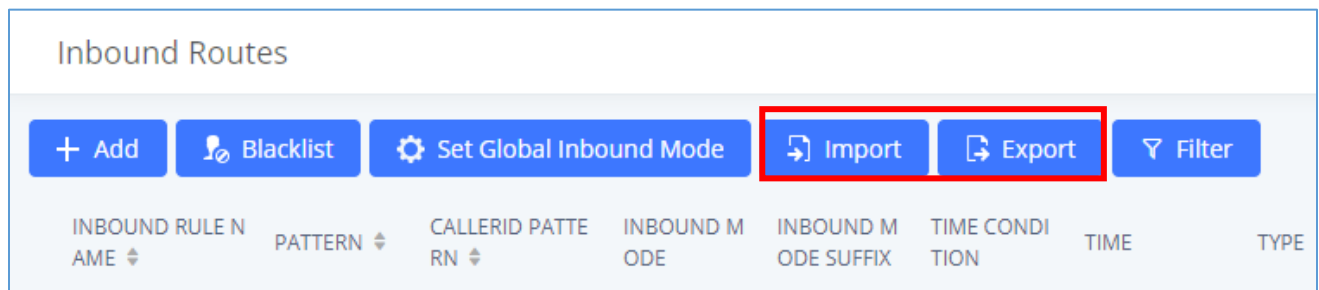 Inbound Routes
+ Add Blacklist Set Global Inbound Mode Import Export Filter
INBOUND RULE N PATTERN CALLERID PATTE INBOUND M INBOUND M TIME CONDI TIME TYPE
AME RN ODE ODE SUFFIX TION